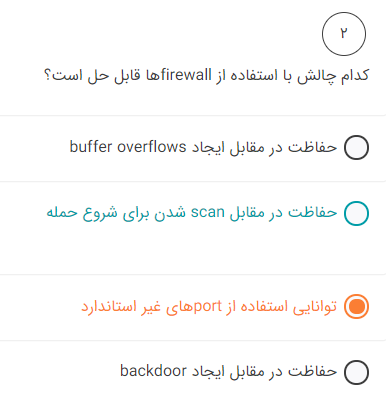 ۲
کدام چالش با استفاده از firewallها قابل حل است؟
حفاظت در مقابل ایجاد buffer overflows
حفاظت در مقابل scan شدن برای شروع حمله
توانایی استفاده از portهای غیر استاندارد
حفاظت در مقابل ایجاد backdoor